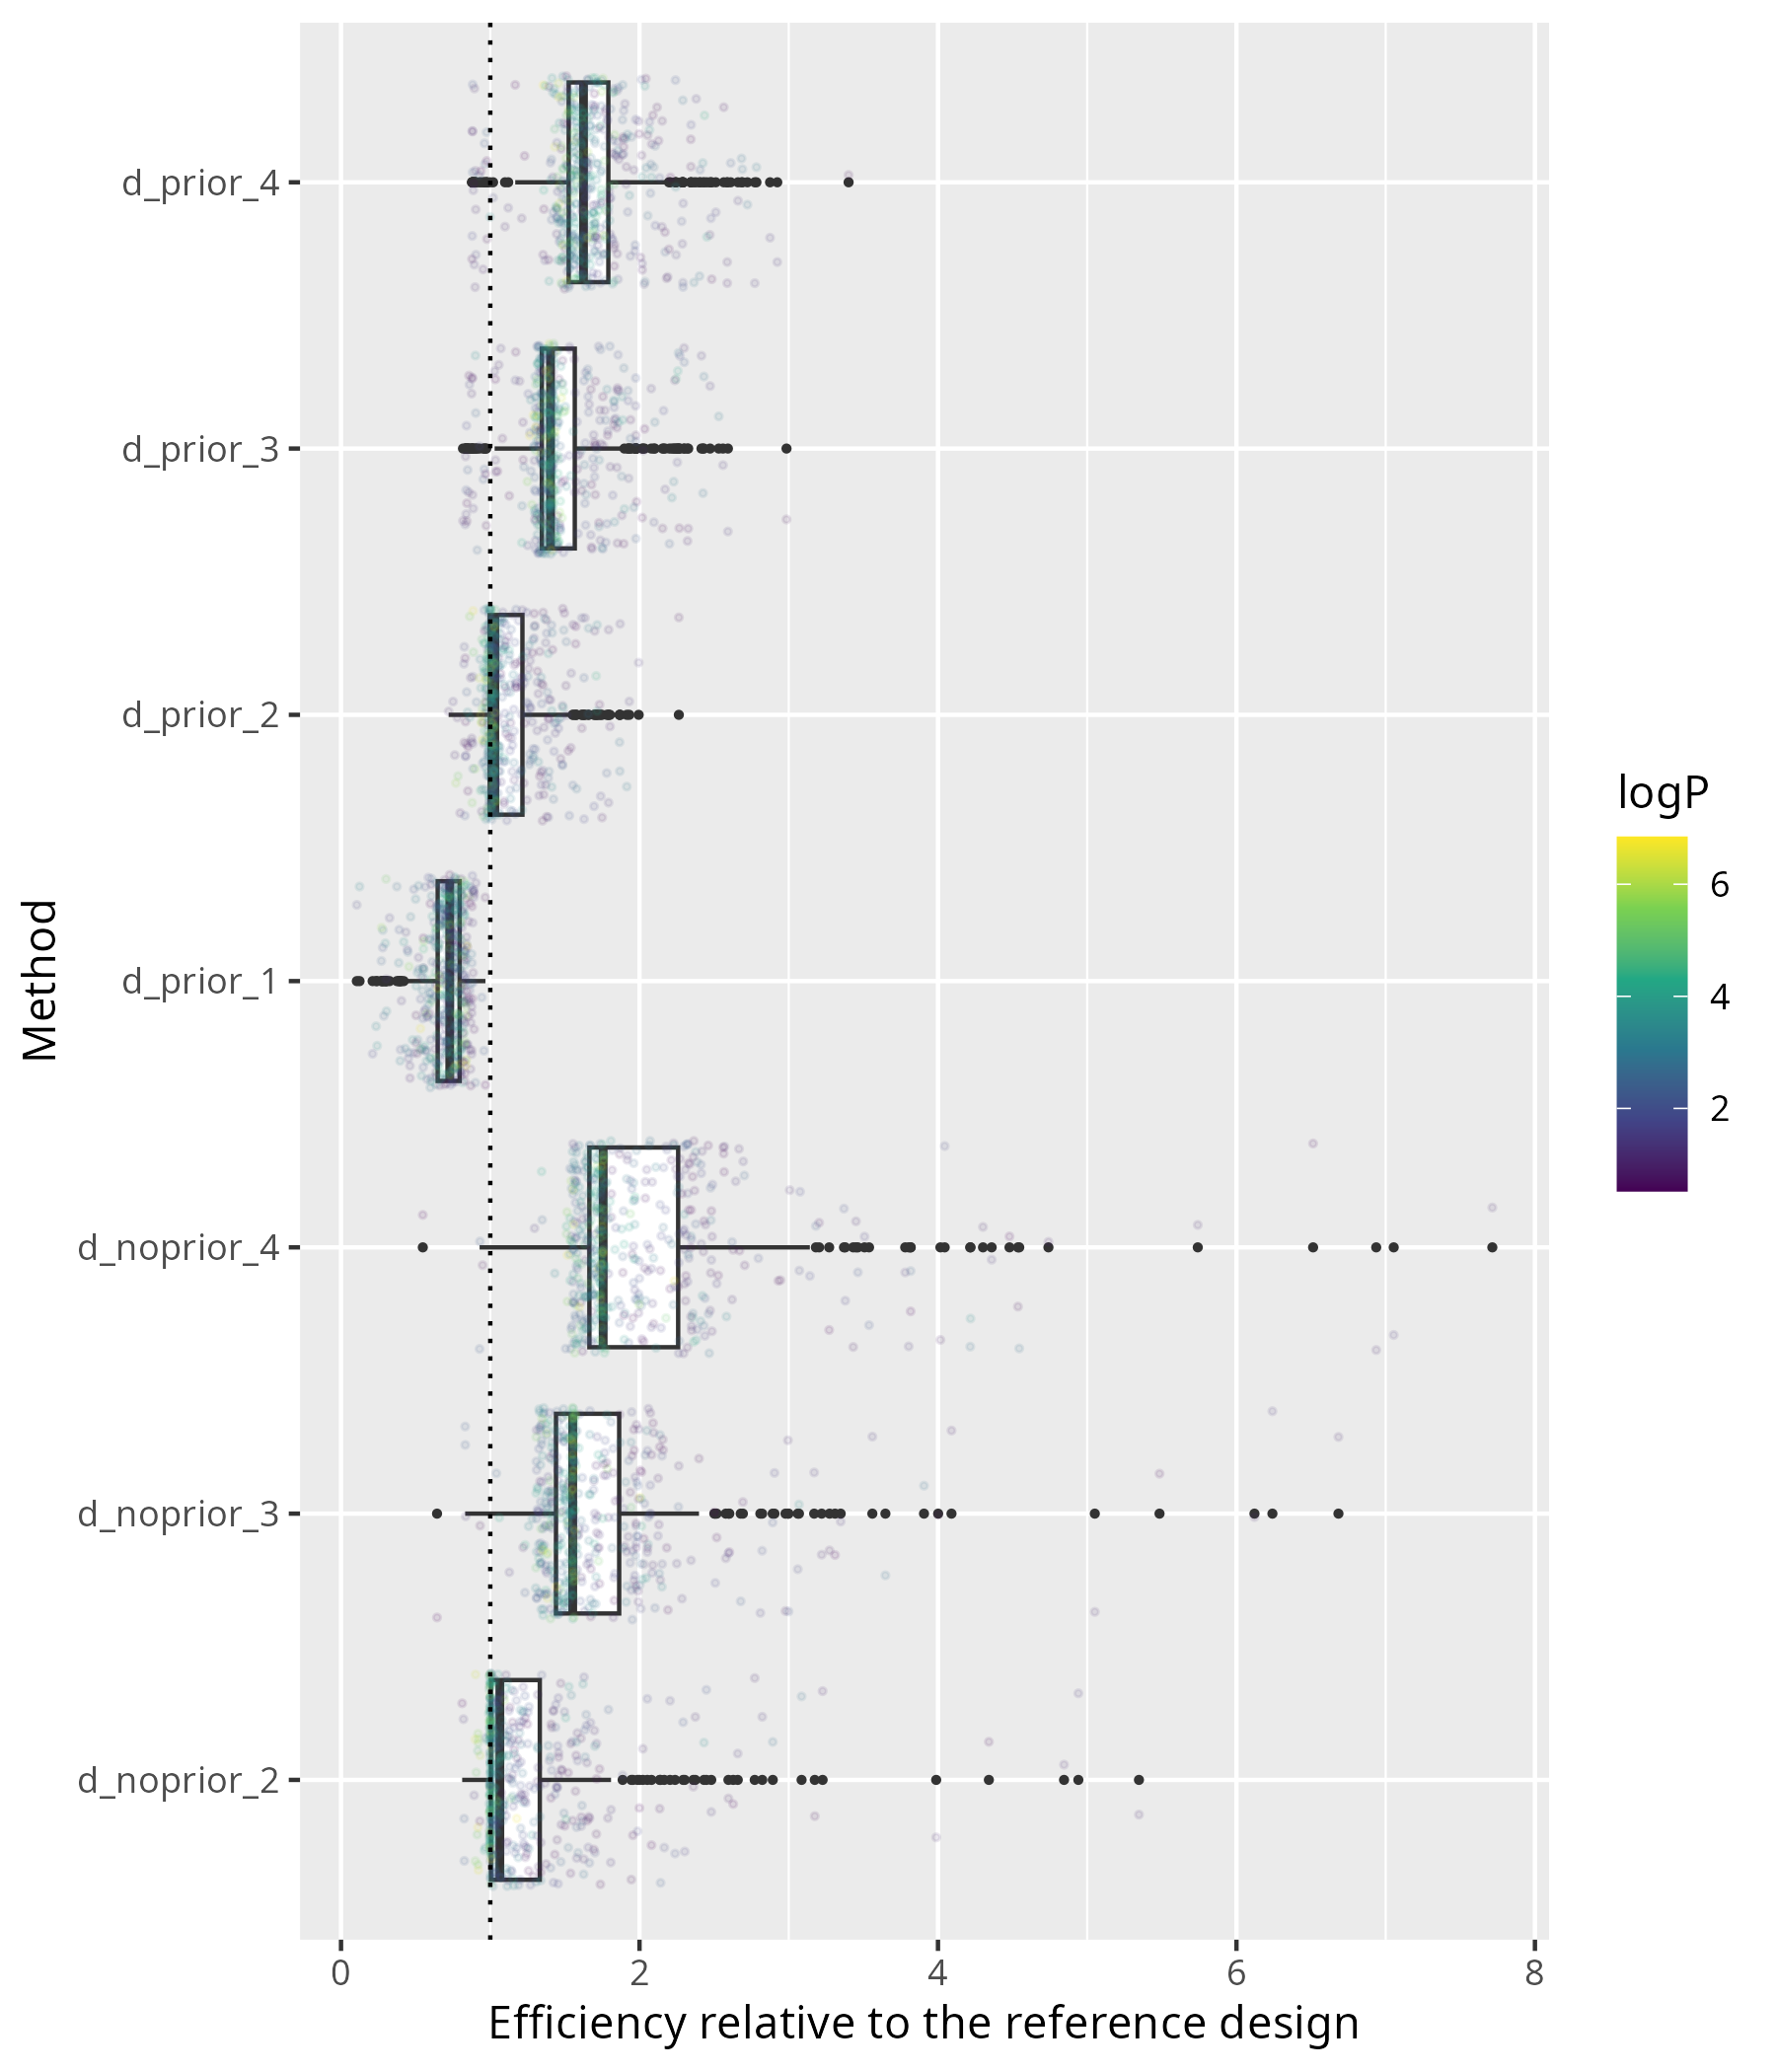 d_prior_4
d_prior_3
d_prior_2
d_prior_1
d_noprior_4
d_noprior_3
d_noprior_2
Method
0 2 4 6 8
Efficiency relative to the reference design
logP
6
4
2